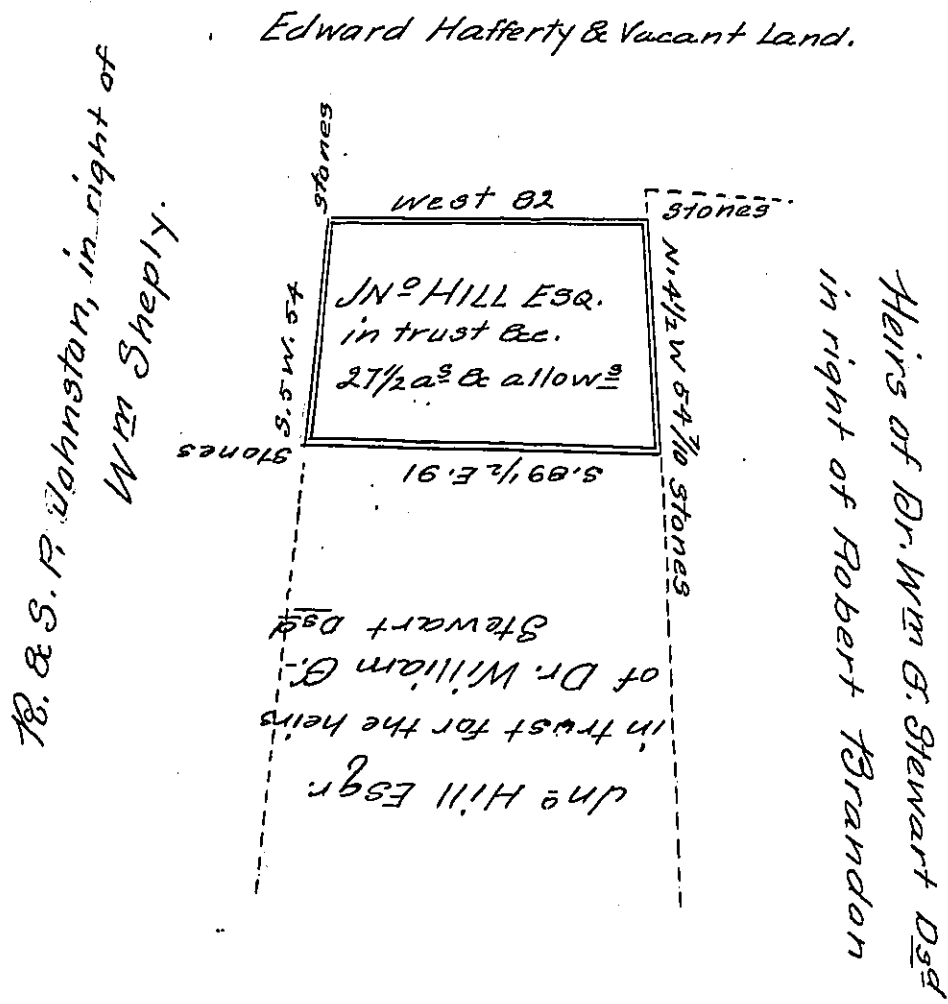 Edward Hafferty & Vacant Land.
R. & S. P. Johnston, in right of
Wm Sheply.
stones
west 82
stones
S. 5 W. 54
JNo HILL ESQ.
in trust &c.
27½ as & allows
N. 4½ W 54 7/10 stones
stones
S. 89½ E. 91
Jno Hill Esqr.
in trust for the heirs
of Dr. William G.
Stewart Dsd
Heirs of Dr. Wm G. Stewart Dsd
in right of Robert Brandon